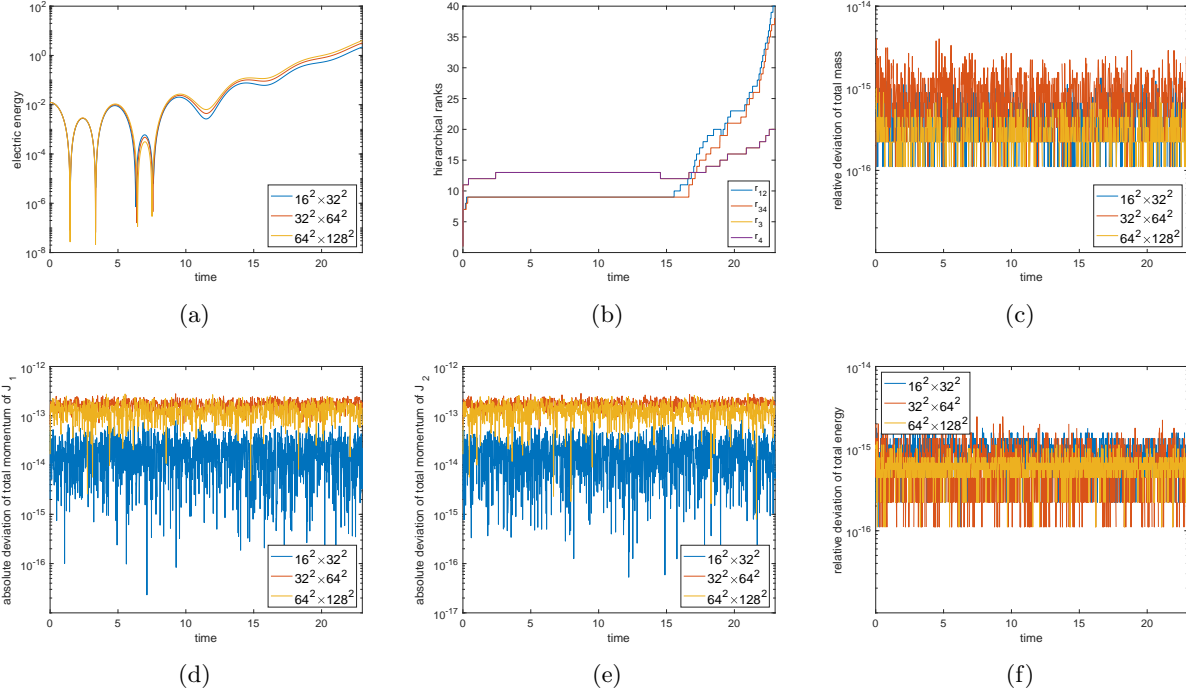 10^2
10^0
10^-2
10^-4
10^-6
10^-8
electric energy
0 5 10 15 20
time
16^2×32^2
32^2×64^2
64^2×128^2
(a)
40
35
30
25
20
15
10
5
0
hierarchical ranks
0 5 10 15 20
time
r_12
r_34
r_3
r_4
(b)
10^-14
10^-15
10^-16
relative deviation of total mass
0 5 10 15 20
time
16^2×32^2
32^2×64^2
64^2×128^2
(c)
10^-12
10^-13
10^-14
10^-15
10^-16
10^-17
absolute deviation of total momentum of J_1
0 5 10 15 20
time
16^2×32^2
32^2×64^2
64^2×128^2
(d)
10^-12
10^-13
10^-14
10^-15
10^-16
10^-17
absolute deviation of total momentum of J_2
0 5 10 15 20
time
16^2×32^2
32^2×64^2
64^2×128^2
(e)
10^-14
10^-15
10^-16
relative deviation of total energy
0 5 10 15 20
time
16^2×32^2
32^2×64^2
64^2×128^2
(f)